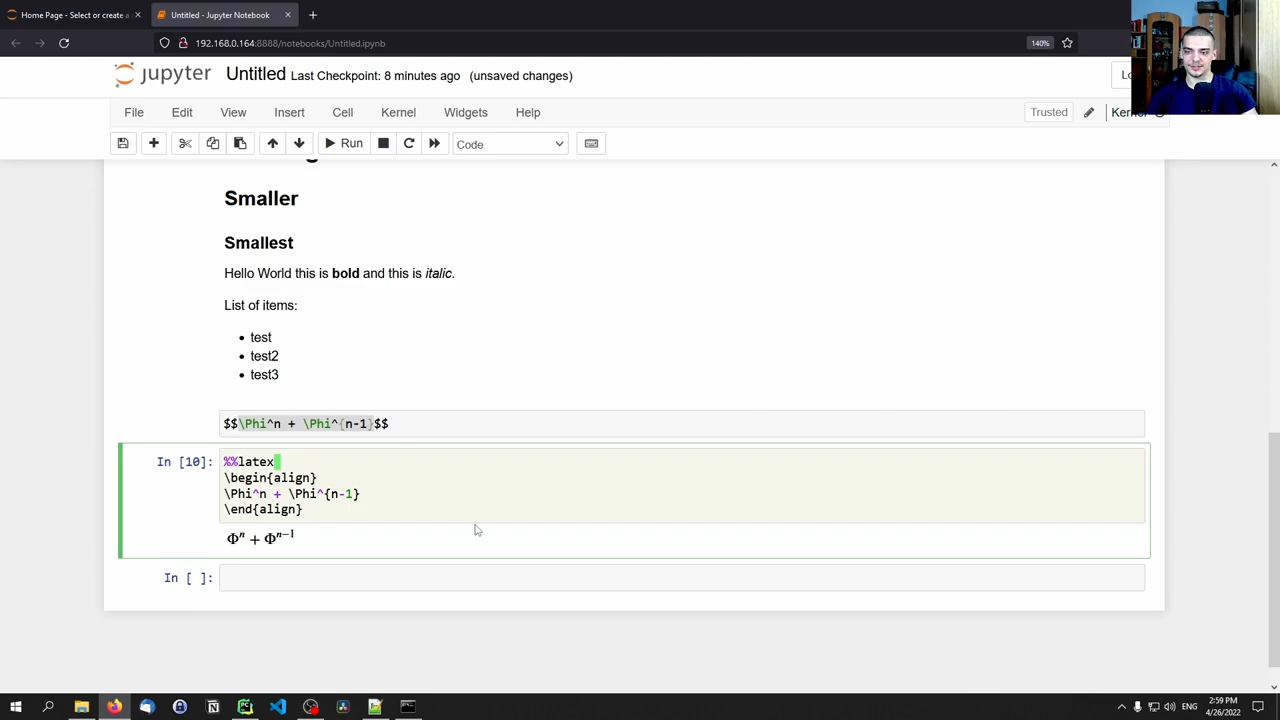 Home Page - Select or create a
Untitled - Jupyter Notebook
192.168.0.164:8888/notebooks/Untitled.ipynb
140%
jupyter Untitled Last Checkpoint: 8 minutes ago (unsaved changes)
File Edit View Insert Cell Kernel Widgets Help
Trusted
Run
Code
Smaller
Smallest
Hello World this is bold and this is italic.
List of items:
• test
• test2
• test3
$$\Phi^n + \Phi^{n-1}$$
In [10]: %%latex
\begin{align}
\Phi^n + \Phi^{n-1}
\end{align}
Φⁿ + Φⁿ⁻¹
In [ ]:
ENG
2:59 PM
4/26/2022